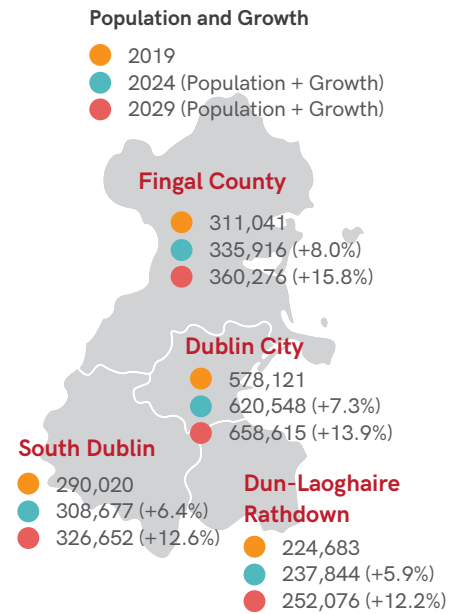 Population and Growth
2019
2024 (Population + Growth)
2029 (Population + Growth)
Fingal County
311,041
335,916 (+8.0%)
360,276 (+15.8%)
Dublin City
578,121
620,548 (+7.3%)
658,615 (+13.9%)
South Dublin
290,020
308,677 (+6.4%)
326,652 (+12.6%)
Dun-Laoghaire
Rathdown
224,683
237,844 (+5.9%)
252,076 (+12.2%)